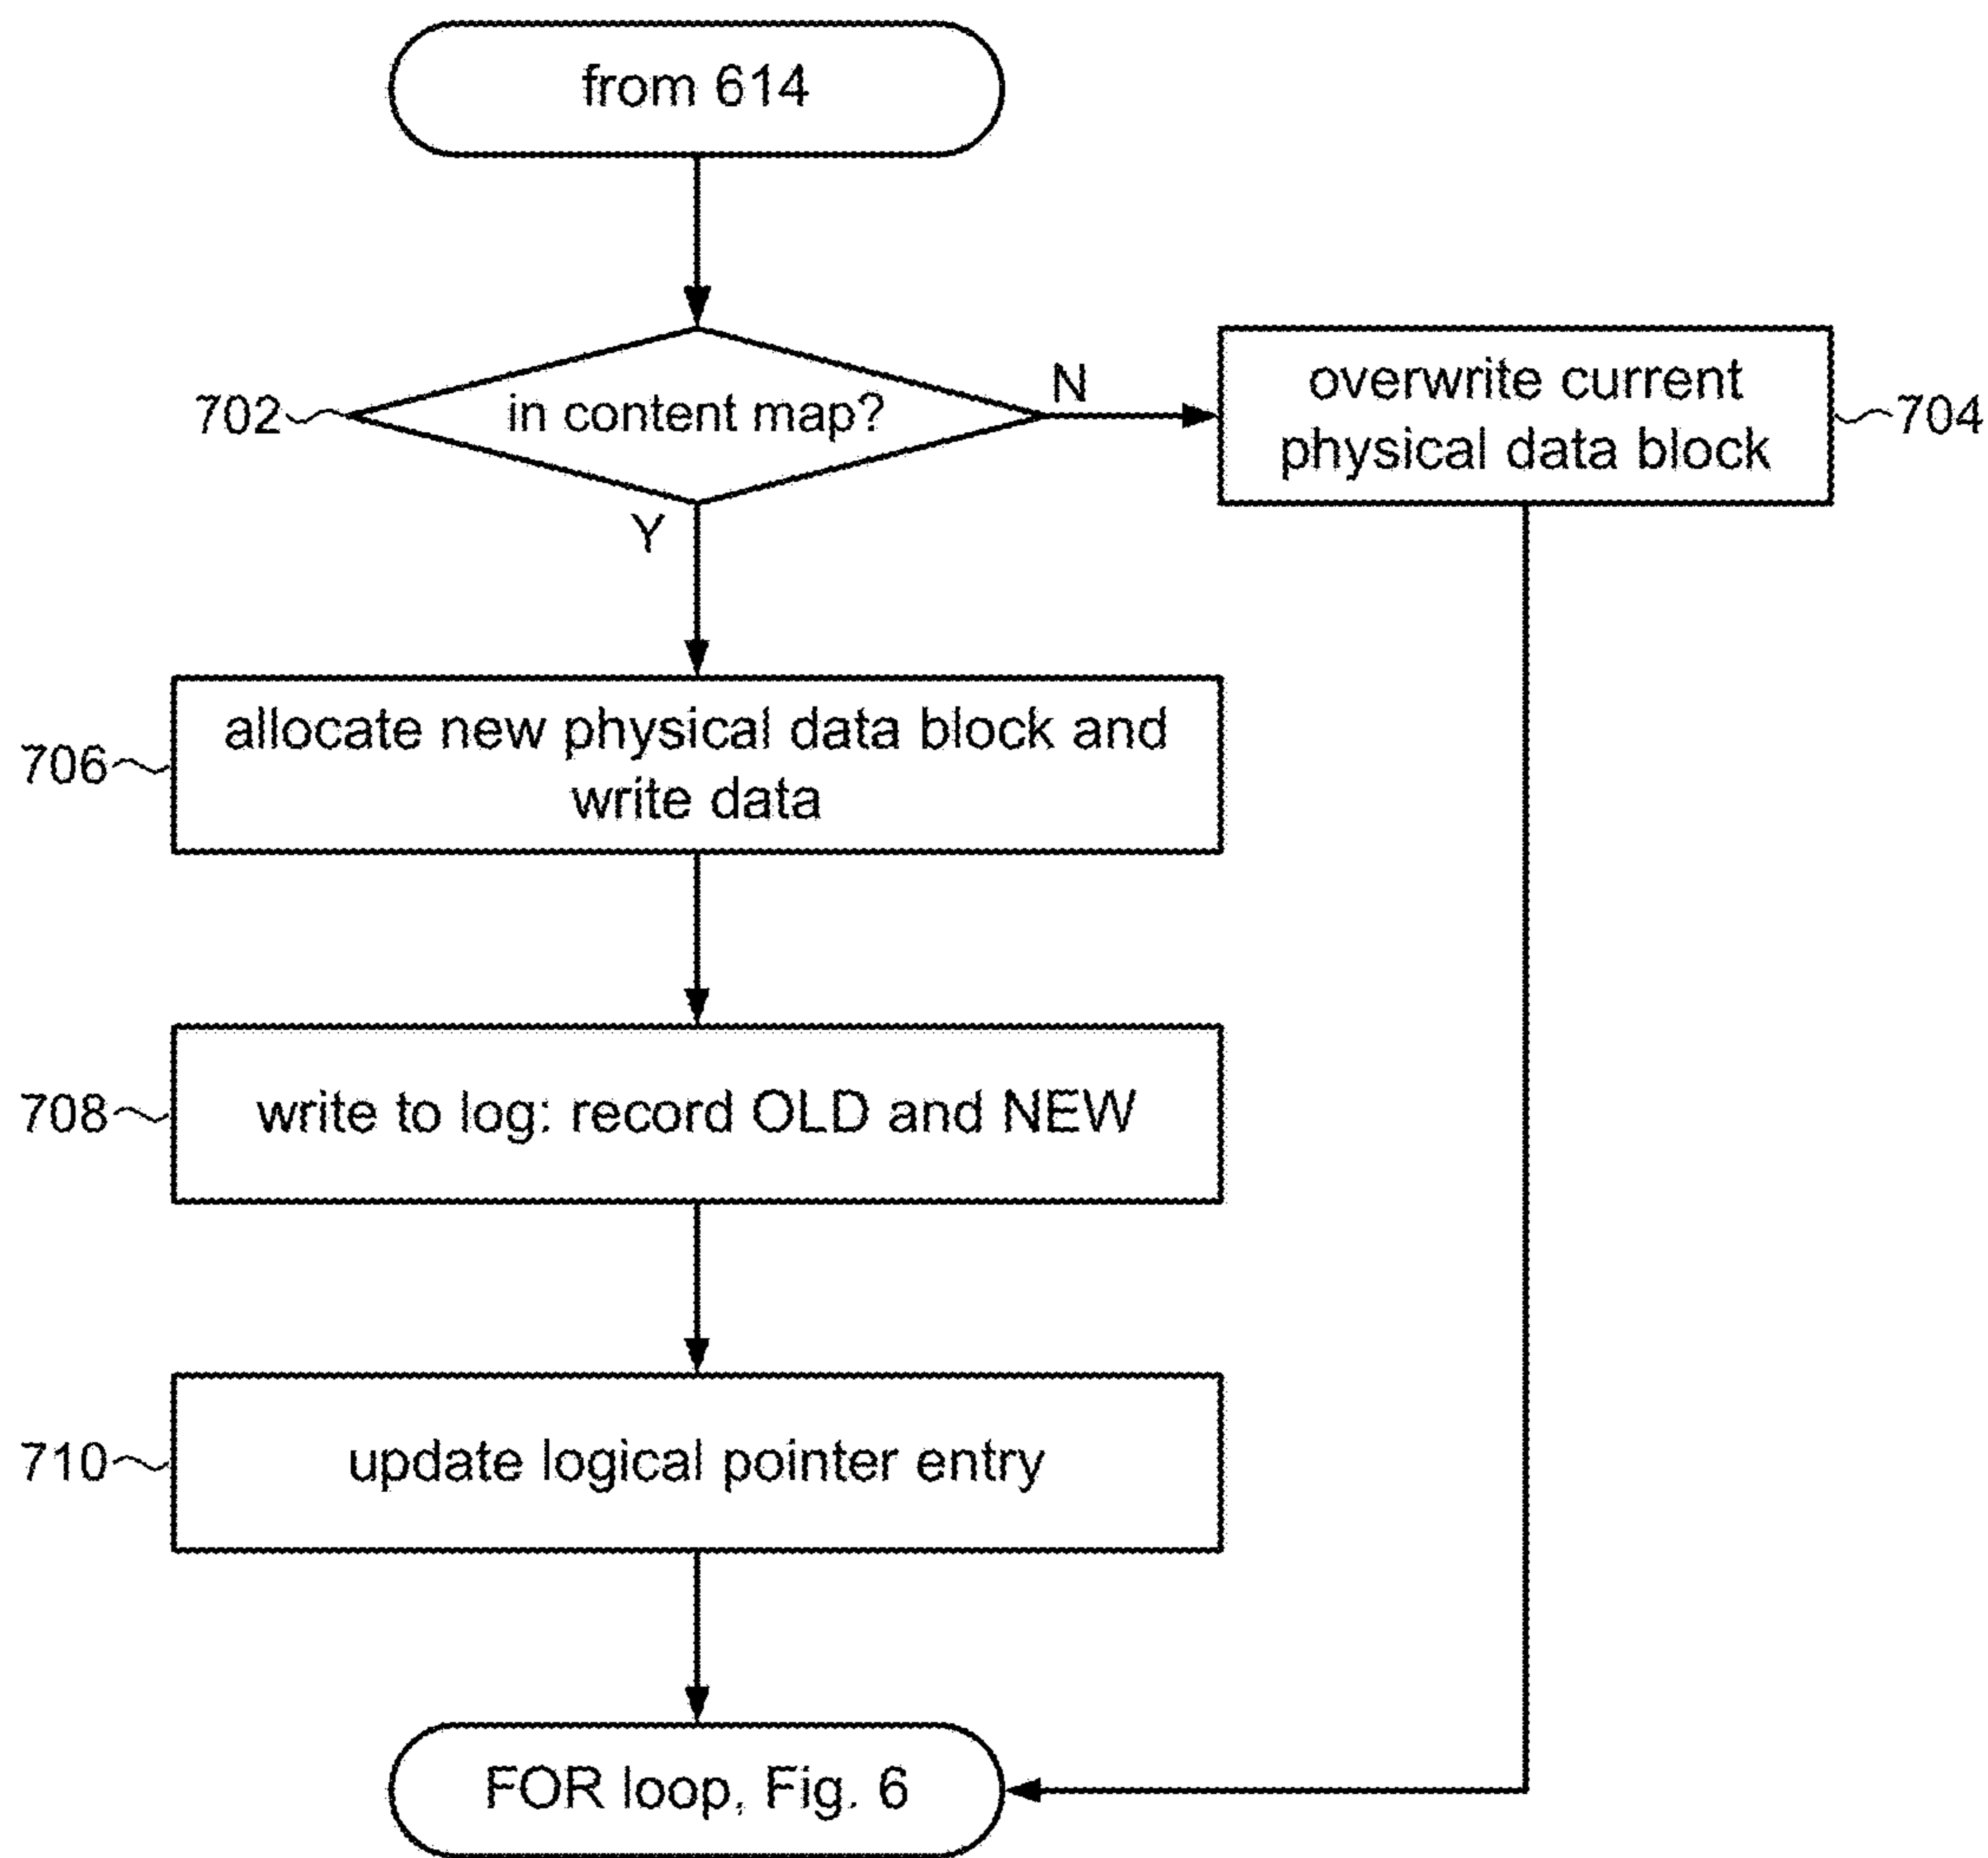 from 614
702
in content map?
N
overwrite current
physical data block
704
Y
706
allocate new physical data block and
write data
708
write to log: record OLD and NEW
710
update logical pointer entry
FOR loop, Fig. 6